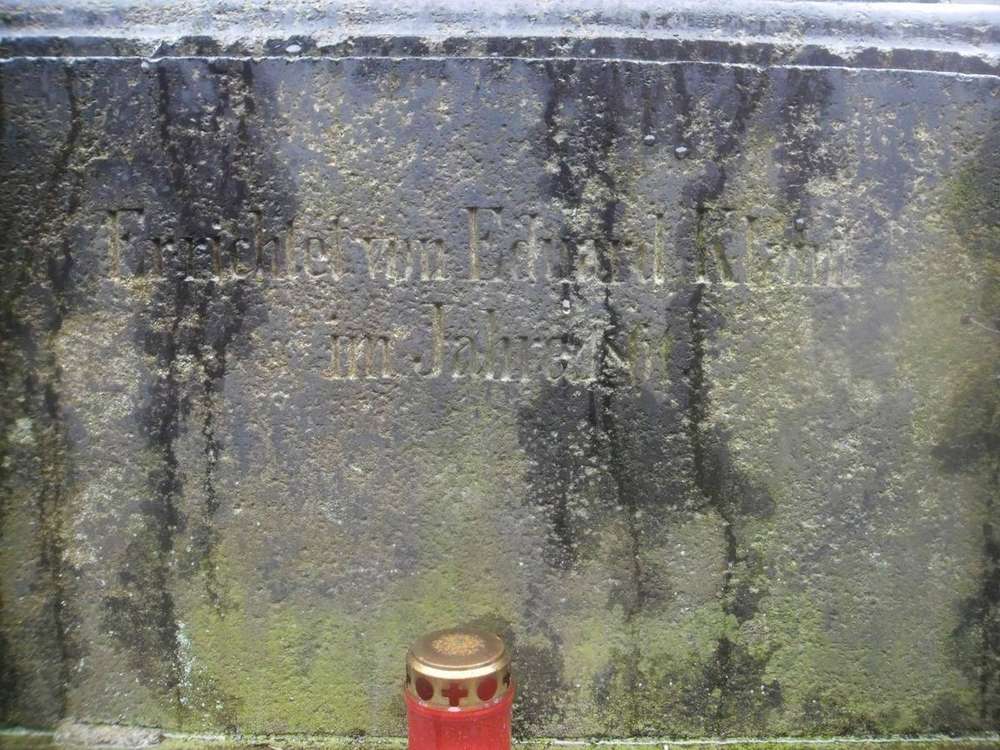 Errichtet von Eduard Klein
im Jahre